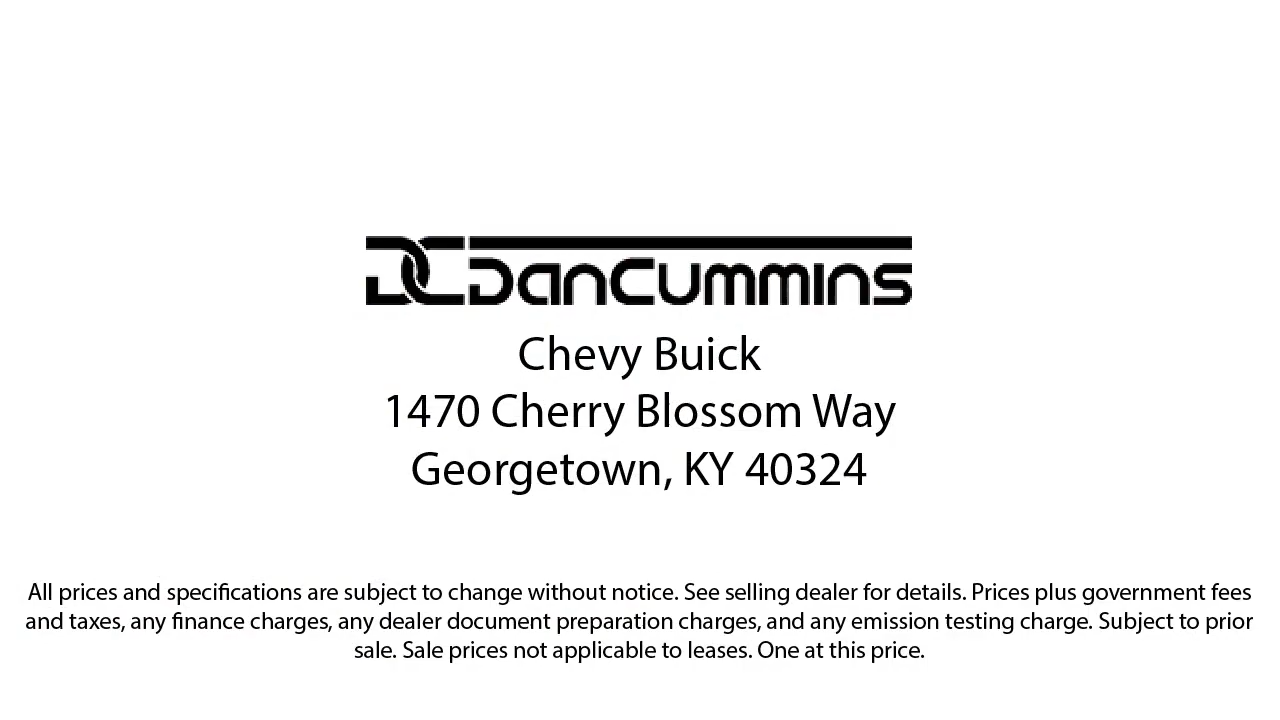 DC DanCummins
Chevy Buick
1470 Cherry Blossom Way
Georgetown, KY 40324
All prices and specifications are subject to change without notice. See selling dealer for details. Prices plus government fees
and taxes, any finance charges, any dealer document preparation charges, and any emission testing charge. Subject to prior
sale. Sale prices not applicable to leases. One at this price.